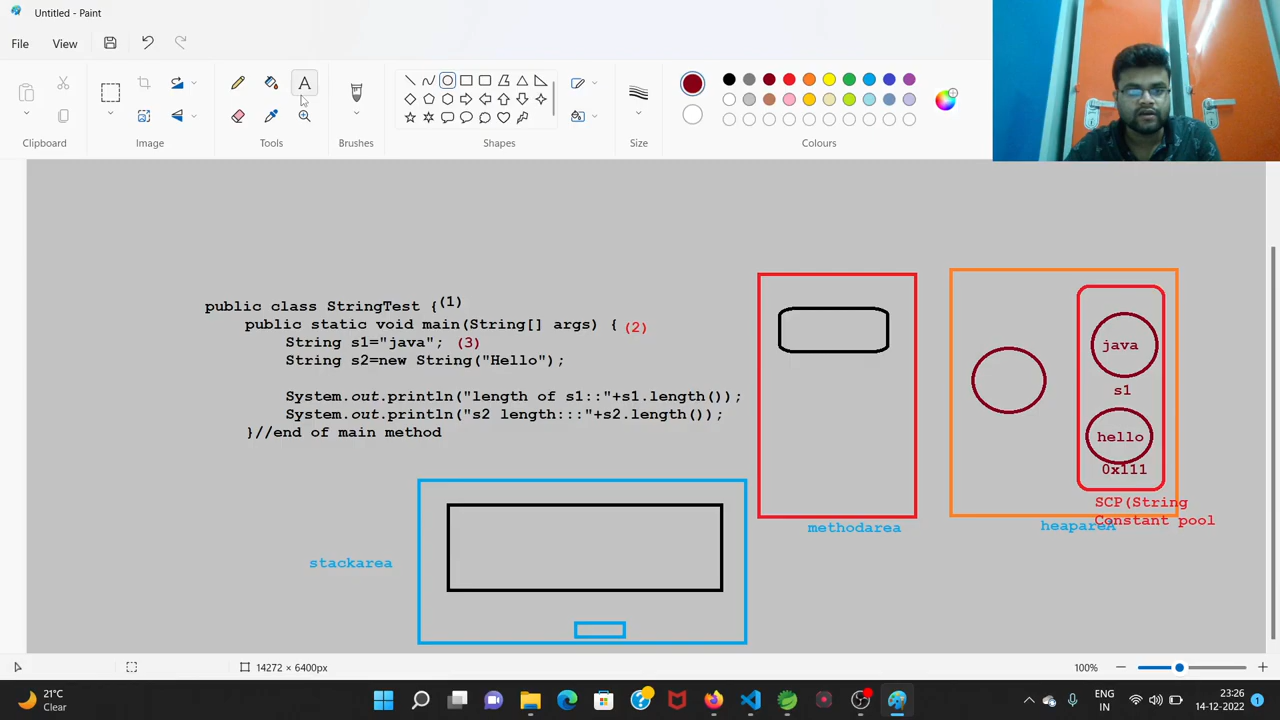 Untitled - Paint
File
View
Clipboard
Image
A
Tools
Brushes
Shapes
Size
Colours
public class StringTest {(1)
public static void main(String[] args) { (2)
String s1="java"; (3)
String s2=new String("Hello");
System.out.println("length of s1::"+s1.length());
System.out.println("s2 length:::"+s2.length());
}//end of main method
stackarea
methodarea
java
s1
hello
0x111
SCP(String
Constant pool
heapareA
14272 × 6400px
100%
21°C
Clear
ENG
IN
23:26
14-12-2022
1